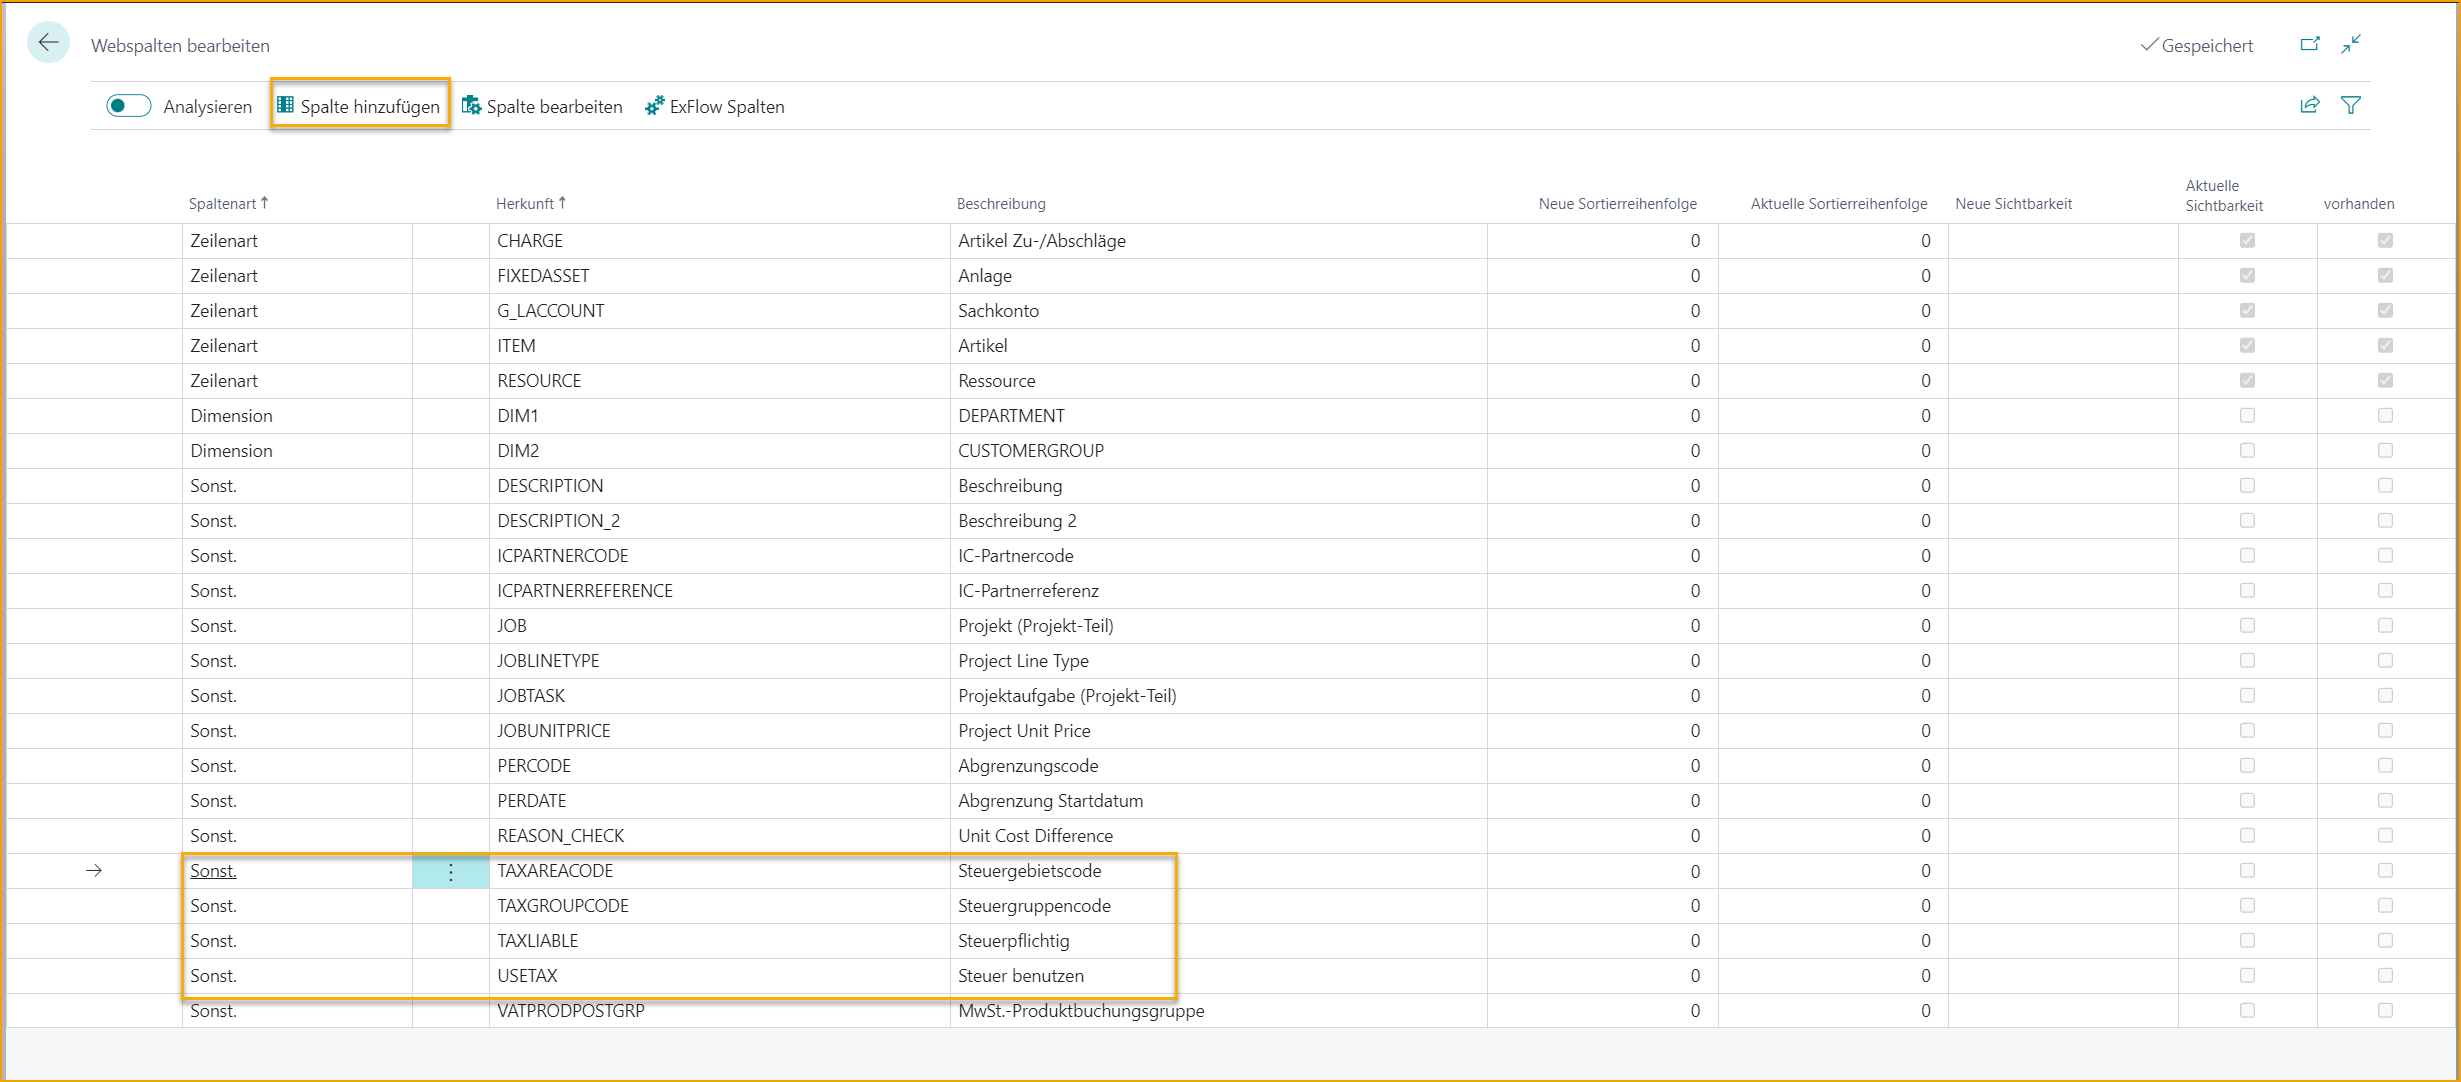 Webspalten bearbeiten
Gespeichert
Analysieren Spalte hinzufügen Spalte bearbeiten ExFlow Spalten
Spaltenart ↑ Herkunft ↑ Beschreibung Neue Sortierreihenfolge Aktuelle Sortierreihenfolge Neue Sichtbarkeit Aktuelle Sichtbarkeit vorhanden
Zeilenart CHARGE Artikel Zu-/Abschläge 0 0
Zeilenart FIXEDASSET Anlage 0 0
Zeilenart G_LACCOUNT Sachkonto 0 0
Zeilenart ITEM Artikel 0 0
Zeilenart RESOURCE Ressource 0 0
Dimension DIM1 DEPARTMENT 0 0
Dimension DIM2 CUSTOMERGROUP 0 0
Sonst. DESCRIPTION Beschreibung 0 0
Sonst. DESCRIPTION_2 Beschreibung 2 0 0
Sonst. ICPARTNERCODE IC-Partnercode 0 0
Sonst. ICPARTNERREFERENCE IC-Partnerreferenz 0 0
Sonst. JOB Projekt (Projekt-Teil) 0 0
Sonst. JOBLINETYPE Project Line Type 0 0
Sonst. JOBTASK Projektaufgabe (Projekt-Teil) 0 0
Sonst. JOBUNITPRICE Project Unit Price 0 0
Sonst. PERCODE Abgrenzungscode 0 0
Sonst. PERDATE Abgrenzung Startdatum 0 0
Sonst. REASON_CHECK Unit Cost Difference 0 0
Sonst. TAXAREACODE Steuergebietscode 0 0
Sonst. TAXGROUPCODE Steuergruppencode 0 0
Sonst. TAXLIABLE Steuerpflichtig 0 0
Sonst. USETAX Steuer benutzen 0 0
Sonst. VATPRODPOSTGRP MwSt.-Produktbuchungsgruppe 0 0